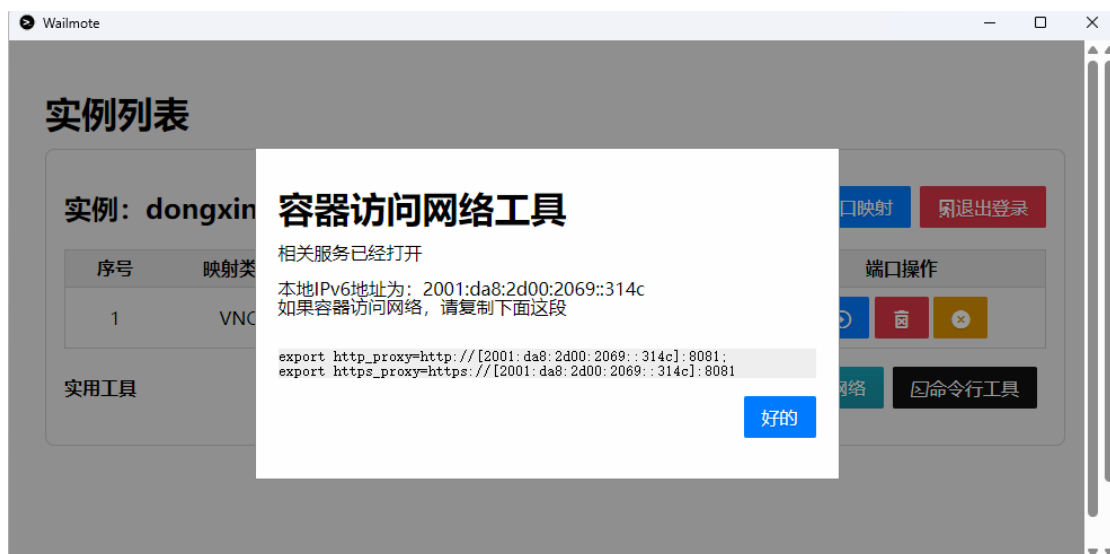 Wailmote
实例列表
实例：dongxin
口映射
退出登录
容器访问网络工具
相关服务已经打开
本地IPv6地址为：2001:da8:2d00:2069::314c
如果容器访问网络，请复制下面这段
export http_proxy=http://[2001:da8:2d00:2069::314c]:8081;
export https_proxy=https://[2001:da8:2d00:2069::314c]:8081
好的
序号
映射类
端口操作
1
VNC
实用工具
网络
命令行工具